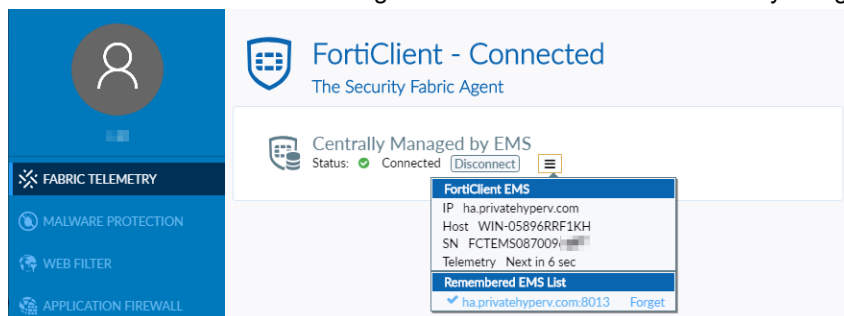 FortiClient - Connected
The Security Fabric Agent
Centrally Managed by EMS
Status: Connected Disconnect
FABRIC TELEMETRY
MALWARE PROTECTION
WEB FILTER
APPLICATION FIREWALL
FortiClient EMS
IP ha.privatehyperv.com
Host WIN-05896RRF1KH
SN FCTEMS087009
Telemetry Next in 6 sec
Remembered EMS List
ha.privatehyperv.com:8013 Forget